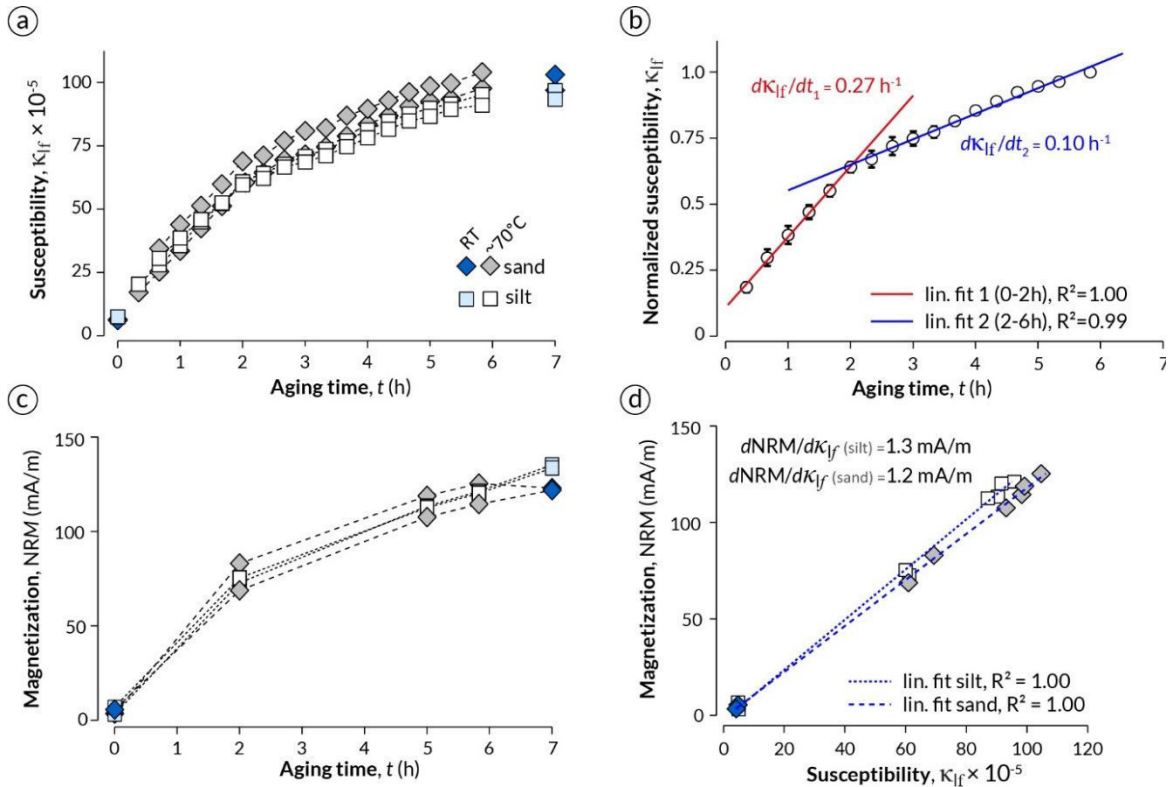 a
Susceptibility, κlf × 10-5
100
75
50
25
0
RT
~70°C
sand
silt
0 1 2 3 4 5 6 7
Aging time, t (h)
b
Normalized susceptibility, κlf
1.0
0.75
0.50
0.25
0
dκlf/dt1 = 0.27 h-1
dκlf/dt2 = 0.10 h-1
lin. fit 1 (0-2h), R²=1.00
lin. fit 2 (2-6h), R²=0.99
0 1 2 3 4 5 6 7
Aging time, t (h)
c
Magnetization, NRM (mA/m)
150
100
50
0
0 1 2 3 4 5 6 7
Aging time, t (h)
d
Magnetization, NRM (mA/m)
150
100
50
0
dNRM/dκlf (silt) =1.3 mA/m
dNRM/dκlf (sand) =1.2 mA/m
lin. fit silt, R² = 1.00
lin. fit sand, R² = 1.00
0 20 40 60 80 100 120
Susceptibility, κlf × 10-5